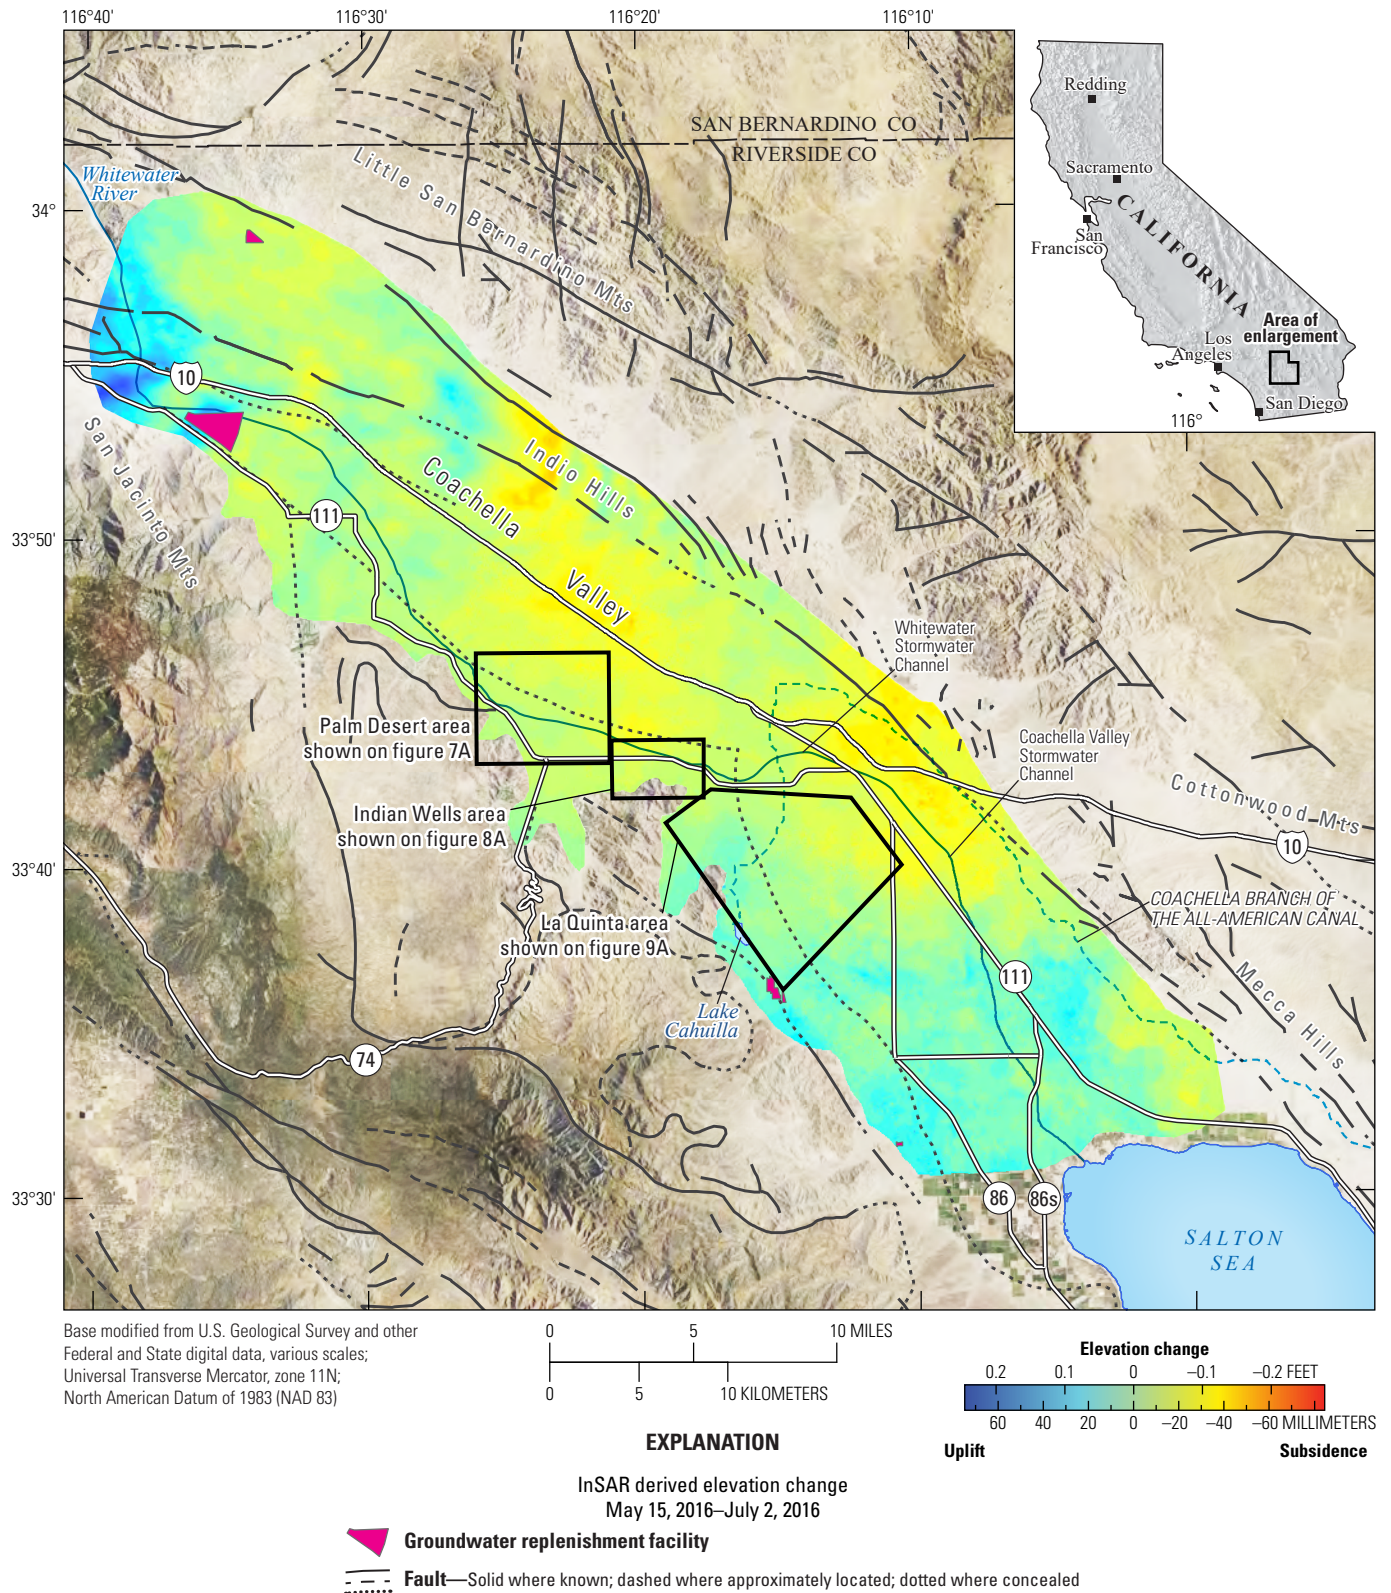 116°40'
116°30'
116°20'
116°10'
SAN BERNARDINO CO
RIVERSIDE CO
Whitewater
River
Little San Bernardino Mts
34°
Redding
Sacramento
San
Francisco
CALIFORNIA
Area of
enlargement
Los
Angeles
San Diego
116°
10
San Jacinto Mts
Coachella
Valley
Indio Hills
111
33°50'
Whitewater
Stormwater
Channel
Palm Desert area
shown on figure 7A
Coachella Valley
Stormwater
Channel
Indian Wells area
shown on figure 8A
Cottonwood Mts
10
33°40'
COACHELLA BRANCH OF
THE ALL-AMERICAN CANAL
La Quinta area
shown on figure 9A
111
Mecca Hills
Lake
Cahuilla
74
33°30'
86
86s
SALTON
SEA
Base modified from U.S. Geological Survey and other
Federal and State digital data, various scales;
Universal Transverse Mercator, zone 11N;
North American Datum of 1983 (NAD 83)
0 5 10 MILES
0 5 10 KILOMETERS
Elevation change
0.2 0.1 0 –0.1 –0.2 FEET
60 40 20 0 –20 –40 –60 MILLIMETERS
Uplift Subsidence
EXPLANATION
InSAR derived elevation change
May 15, 2016–July 2, 2016
Groundwater replenishment facility
Fault—Solid where known; dashed where approximately located; dotted where concealed